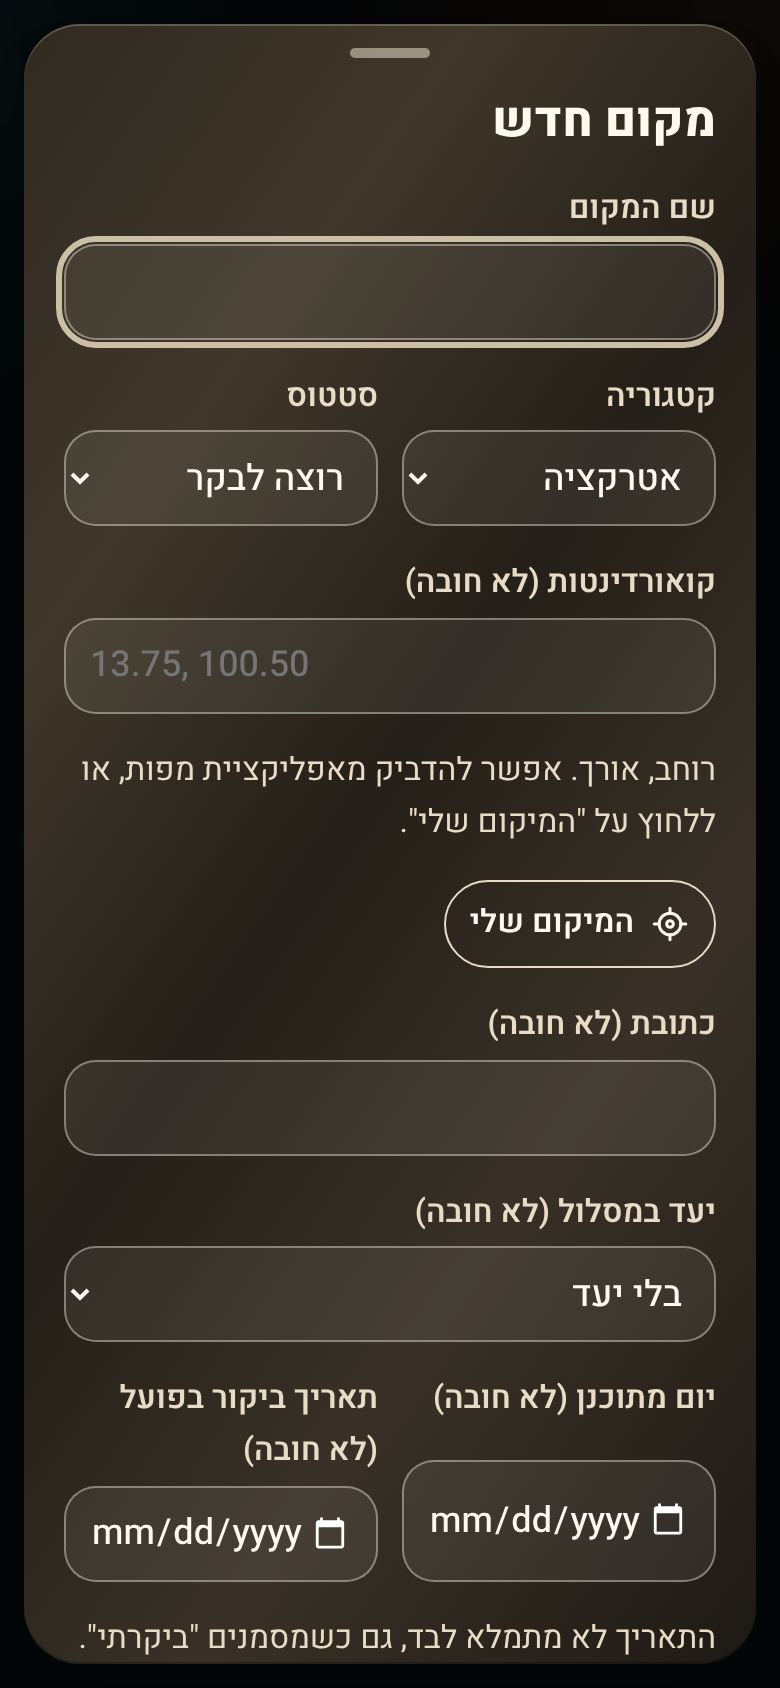 מקום חדש
שם המקום
קטגוריה
סטטוס
אטרקציה
רוצה לבקר
קואורדינטות (לא חובה)
13.75, 100.50
רוחב, אורך. אפשר להדביק מאפליקציית מפות, או
ללחוץ על "המיקום שלי".
המיקום שלי
כתובת (לא חובה)
יעד במסלול (לא חובה)
בלי יעד
יום מתוכנן (לא חובה)
תאריך ביקור בפועל
(לא חובה)
mm/dd/yyyy
mm/dd/yyyy
התאריך לא מתמלא לבד, גם כשמסמנים "ביקרתי".